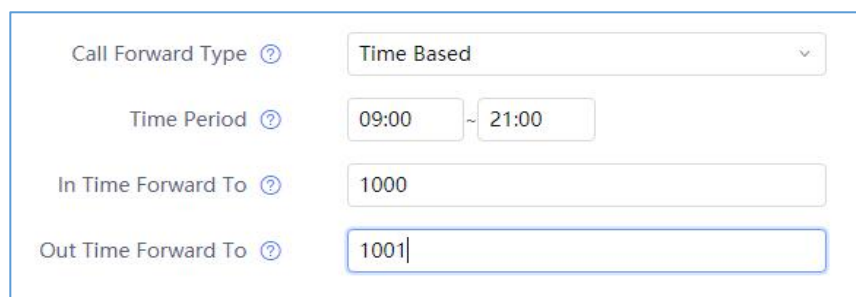 Call Forward Type ? Time Based
Time Period ? 09:00 ~ 21:00
In Time Forward To ? 1000
Out Time Forward To ? 1001